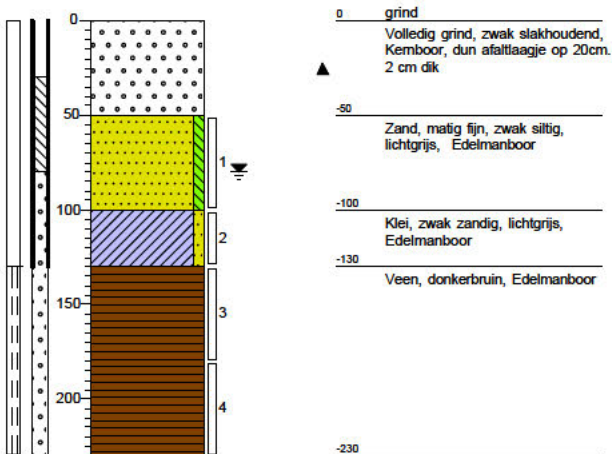 0
50
100
150
200
1
2
3
4
0 grind
Volledig grind, zwak slakhoudend,
Kernboor, dun afaltlaagje op 20cm.
2 cm dik
-50
Zand, matig fijn, zwak siltig,
lichtgrijs, Edelmanboor
-100
Klei, zwak zandig, lichtgrijs,
Edelmanboor
-130
Veen, donkerbruin, Edelmanboor
-230